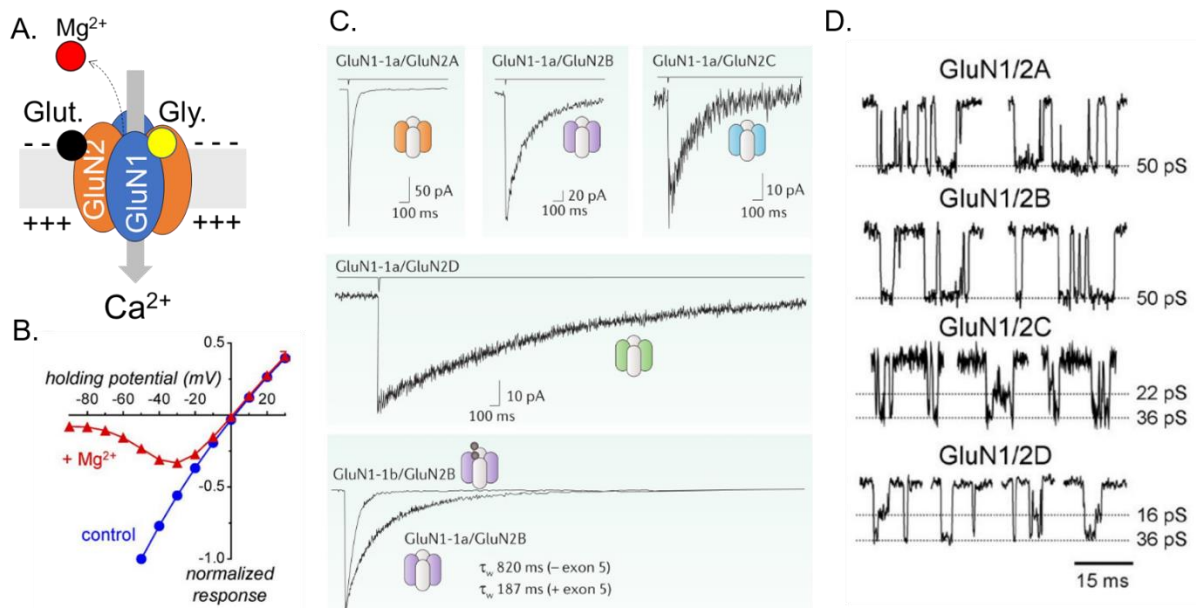 A.
Mg²⁺
Glut.
Gly.
- - -
- - -
GluN2
GluN1
+++
+++
Ca²⁺
B.
0.5
holding potential (mV)
-80
-60
-40
-20
20
+ Mg²⁺
-0.5
control
-1.0
normalized
response
C.
GluN1-1a/GluN2A
50 pA
100 ms
GluN1-1a/GluN2B
20 pA
100 ms
GluN1-1a/GluN2C
10 pA
100 ms
GluN1-1a/GluN2D
10 pA
100 ms
GluN1-1b/GluN2B
GluN1-1a/GluN2B
τw 820 ms (– exon 5)
τw 187 ms (+ exon 5)
D.
GluN1/2A
50 pS
GluN1/2B
50 pS
GluN1/2C
22 pS
36 pS
GluN1/2D
16 pS
36 pS
15 ms